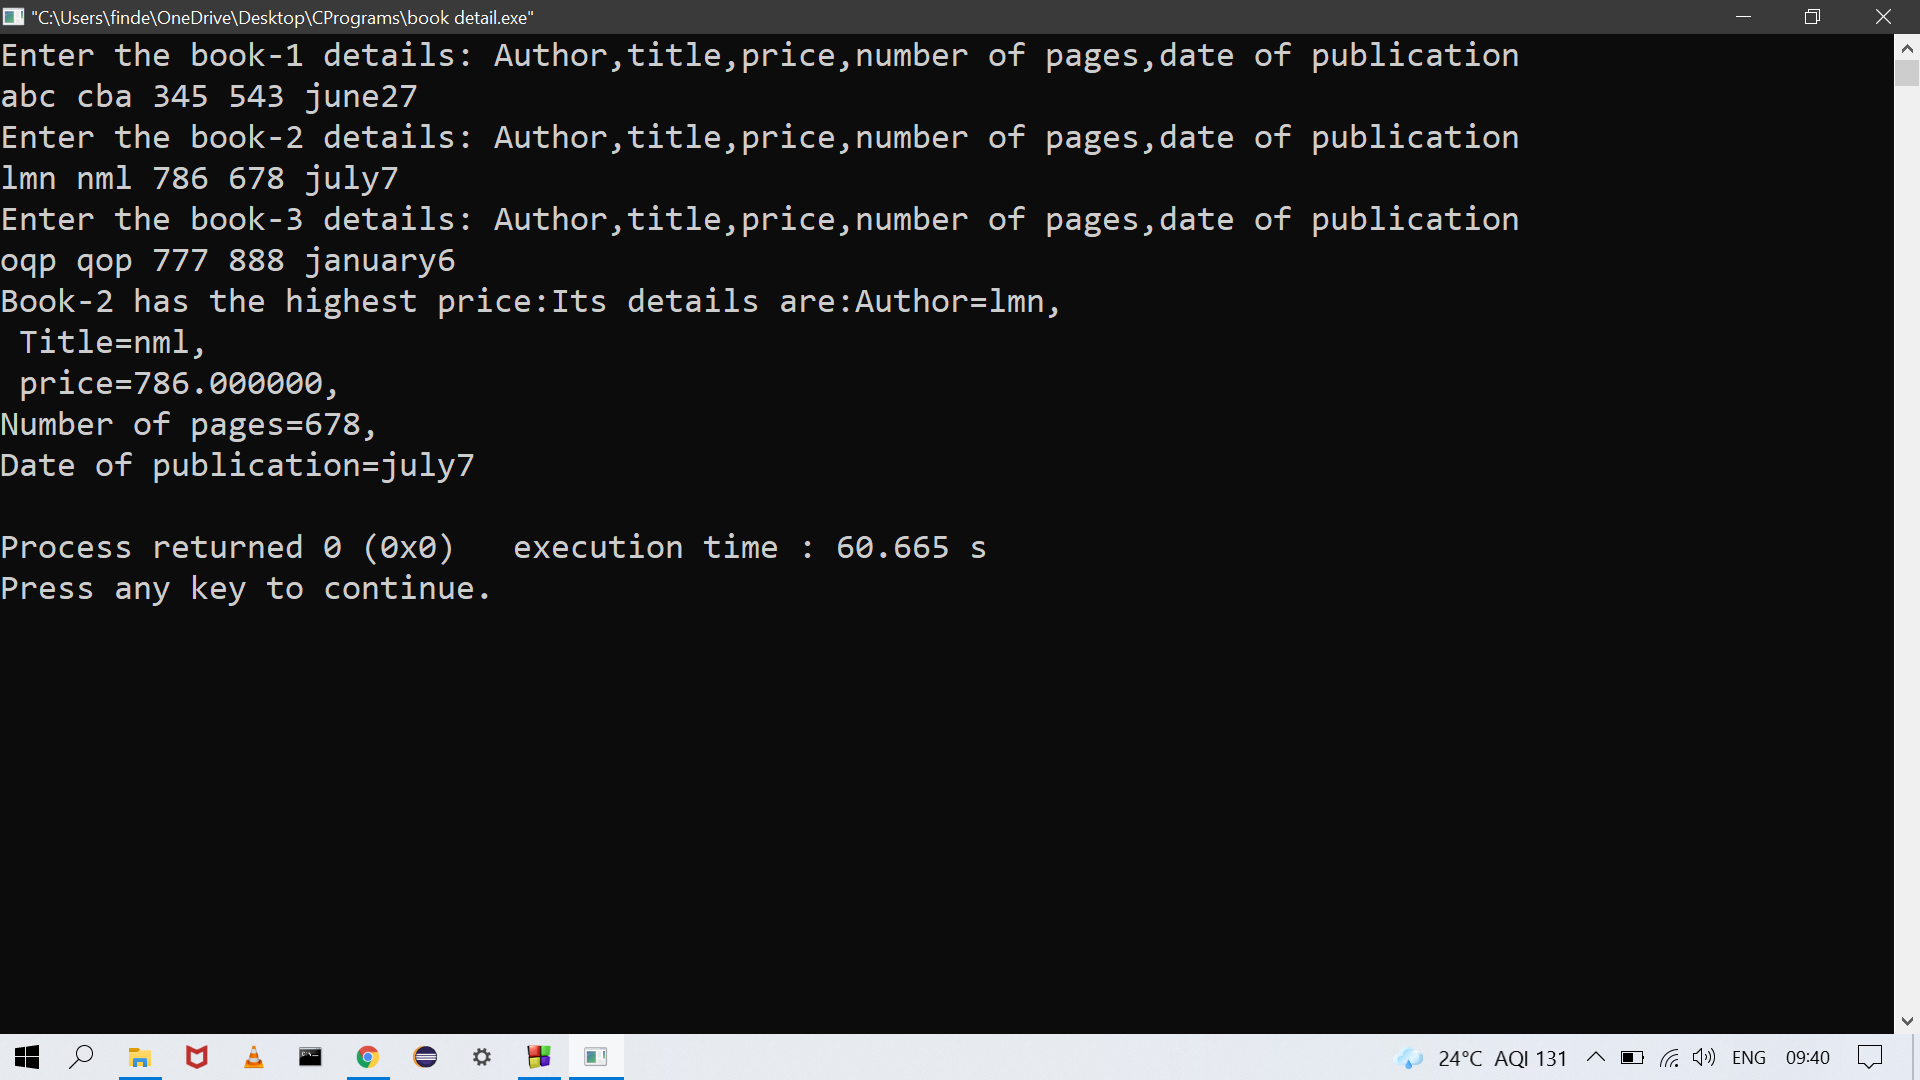 "C:\Users\finde\OneDrive\Desktop\CPrograms\book detail.exe"
Enter the book-1 details: Author,title,price,number of pages,date of publication
abc cba 345 543 june27
Enter the book-2 details: Author,title,price,number of pages,date of publication
lmn nml 786 678 july7
Enter the book-3 details: Author,title,price,number of pages,date of publication
oqp qop 777 888 january6
Book-2 has the highest price:Its details are:Author=lmn,
 Title=nml,
 price=786.000000,
Number of pages=678,
Date of publication=july7
Process returned 0 (0x0)   execution time : 60.665 s
Press any key to continue.
24°C AQI 131 ENG 09:40